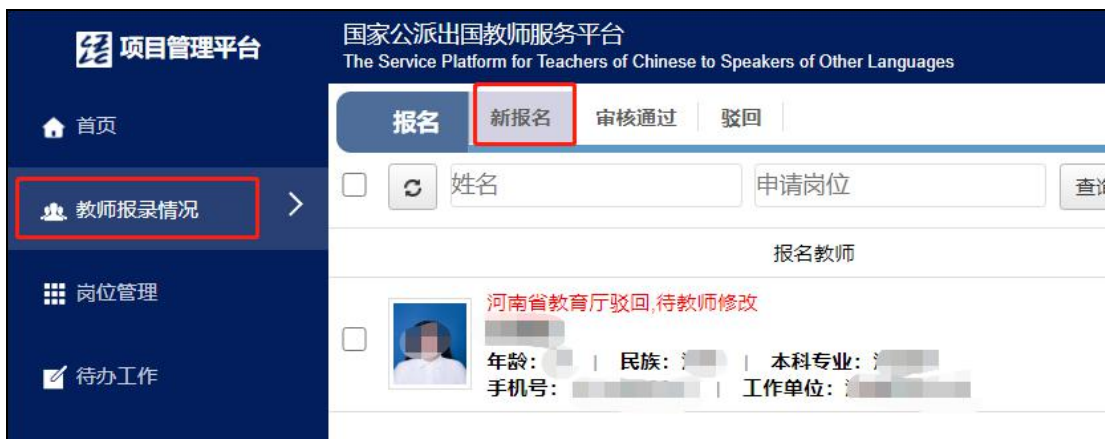 项目管理平台
国家公派出国教师服务平台
The Service Platform for Teachers of Chinese to Speakers of Other Languages
首页
教师报录情况
岗位管理
待办工作
报名 新报名 审核通过 驳回
姓名 申请岗位
报名教师
河南省教育厅驳回,待教师修改
年龄: | 民族: | 本科专业:
手机号: | 工作单位: